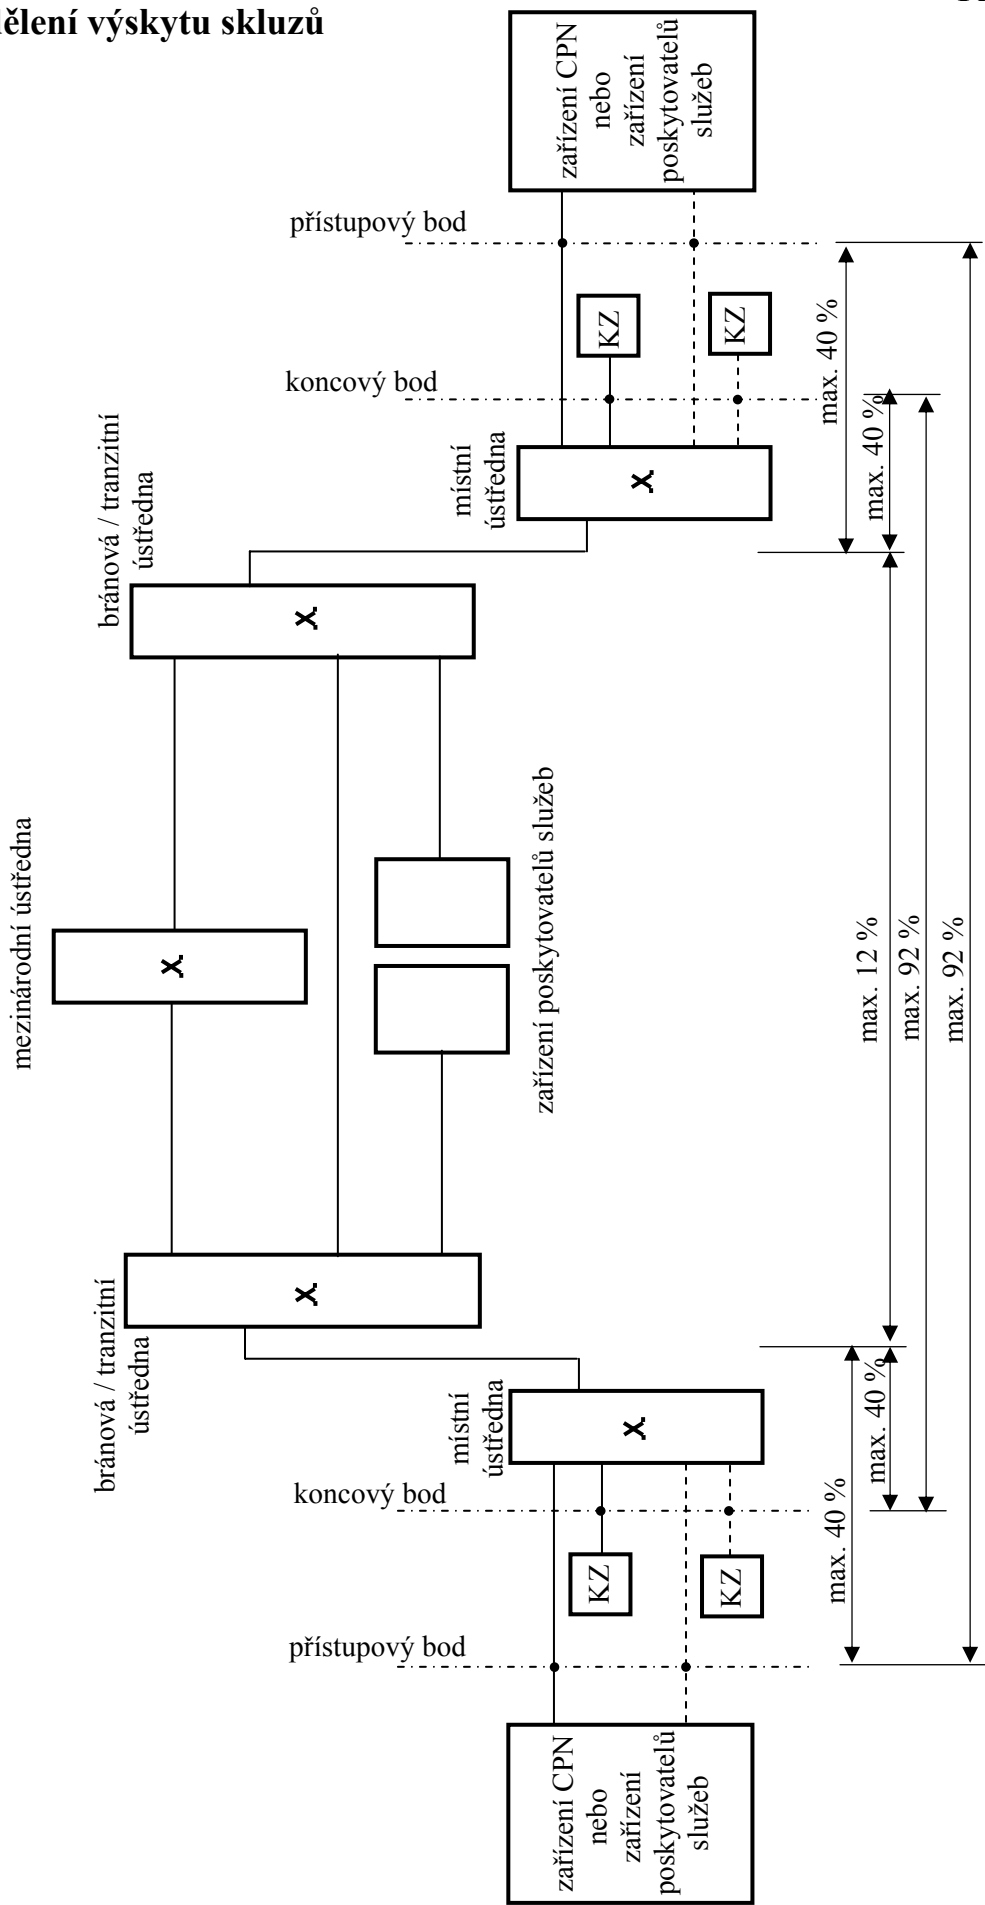 ělení výskytu skluzů
zařízení CPN
nebo
zařízení
poskytovatelů
služeb
přístupový bod
KZ
KZ
koncový bod
max. 40 %
max. 40 %
místní
ústředna
X
bránová / tranzitní
ústředna
X
mezinárodní ústředna
X
zařízení poskytovatelů služeb
max. 12 %
max. 92 %
max. 92 %
bránová / tranzitní
ústředna
X
místní
ústředna
X
koncový bod
max. 40 %
max. 40 %
KZ
KZ
přístupový bod
zařízení CPN
nebo
zařízení
poskytovatelů
služeb